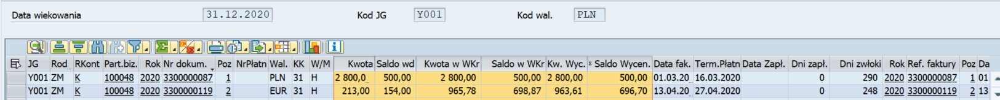 Data wiekowania 31.12.2020 Kod JG Y001 Kod wal. PLN
JG Rod RKont Part.biz. Rok Nr dokum. Poz NrPłatn Wal. KK W/M Kwota Saldo wd Kwota w WKr Saldo w WKr Kw. Wyc. Σ Saldo Wycen. Data fak. Term.Płatn Data Zapł. Dni zapł. Dni zwłoki Rok Ref. faktury Poz Da
Y001 ZM K 100048 2020 3300000087 1 PLN 31 H 2 800,0.. 500,00 2 800,00 500,00 2 800,00 500,00 01.03.20.. 16.03.2020 0 290 2020 3300000087 1 01
Y001 ZM K 100048 2020 3300000119 2 EUR 31 H 213,00 154,00 965,78 698,87 963,61 696,70 13.04.20.. 27.04.2020 0 248 2020 3300000119 2 13